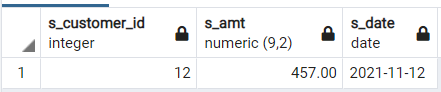 s_customer_id s_amt s_date
integer numeric (9,2) date
1 12 457.00 2021-11-12